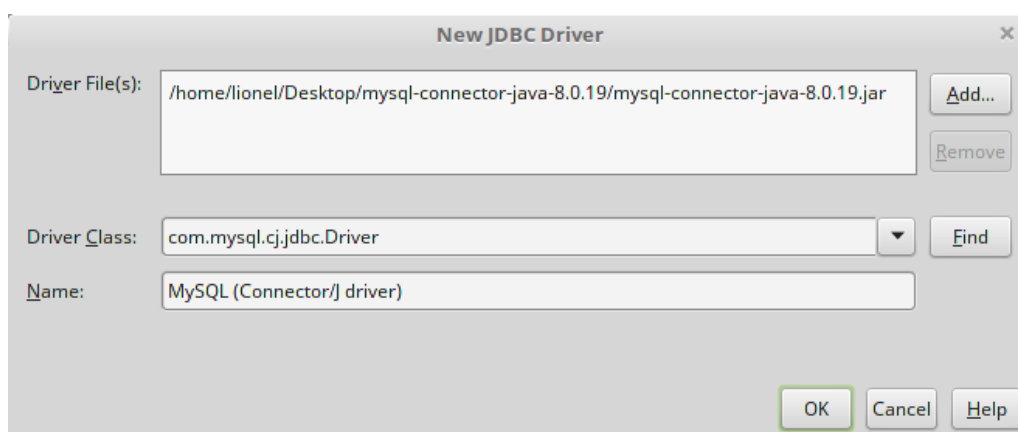 New JDBC Driver
Driver File(s):
/home/lionel/Desktop/mysql-connector-java-8.0.19/mysql-connector-java-8.0.19.jar
Add...
Remove
Driver Class:
com.mysql.cj.jdbc.Driver
Find
Name:
MySQL (Connector/J driver)
OK
Cancel
Help